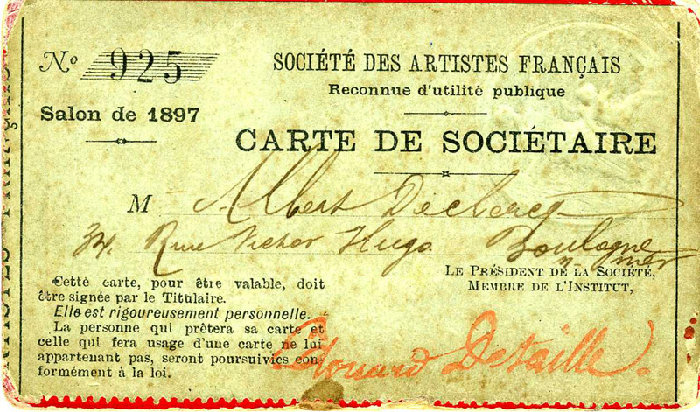 No 925
Salon de 1897
SOCIÉTÉ DES ARTISTES FRANÇAIS
Reconnue d'utilité publique
CARTE DE SOCIÉTAIRE
M Albert Declercq
34. Rue Victor Hugo Boulogne
s. mer
Cette carte, pour être valable, doit
être signée par le Titulaire.
Elle est rigoureusement personnelle.
La personne qui prêtera sa carte et
celle qui fera usage d'une carte ne lui
appartenant pas, seront poursuivies con-
formément à la loi.
LE PRÉSIDENT DE LA SOCIÉTÉ,
MEMBRE DE L'INSTITUT,
Edouard Detaille.